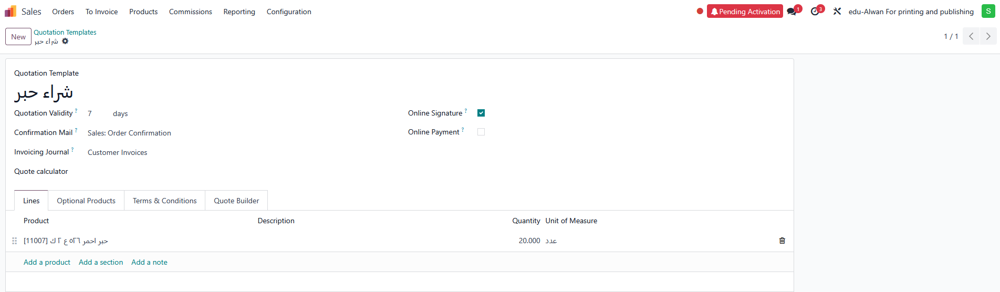 Sales Orders To Invoice Products Commissions Reporting Configuration Pending Activation 1 3 edu-Alwan For printing and publishing S
New Quotation Templates
شراء حبر
1 / 1
Quotation Template
شراء حبر
Quotation Validity ? 7 days Online Signature ?
Confirmation Mail ? Sales: Order Confirmation Online Payment ?
Invoicing Journal ? Customer Invoices
Quote calculator
Lines Optional Products Terms & Conditions Quote Builder
Product Description Quantity Unit of Measure
[11007] حبر احمر ٥٢٦ ع ٢ ك 20.000 عدد
Add a product Add a section Add a note